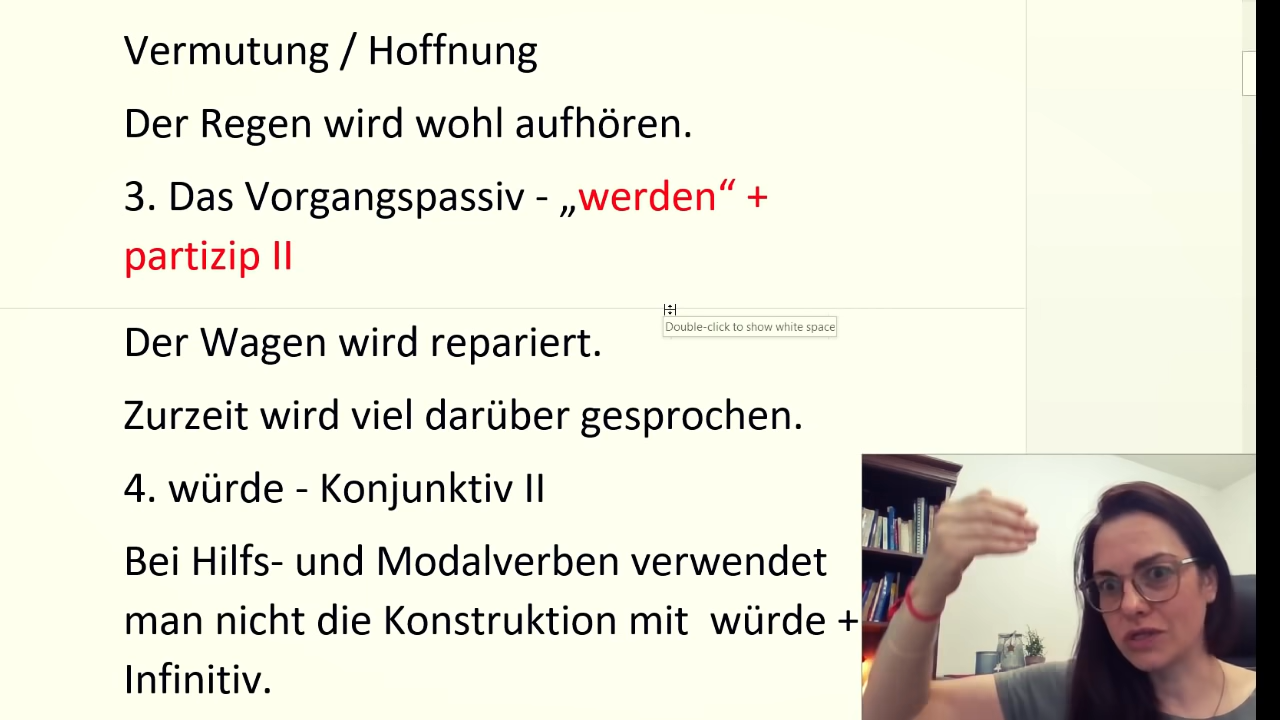 Vermutung / Hoffnung
Der Regen wird wohl aufhören.
3. Das Vorgangspassiv - „werden“ +
partizip II
Double-click to show white space
Der Wagen wird repariert.
Zurzeit wird viel darüber gesprochen.
4. würde - Konjunktiv II
Bei Hilfs- und Modalverben verwendet
man nicht die Konstruktion mit  würde +
Infinitiv.